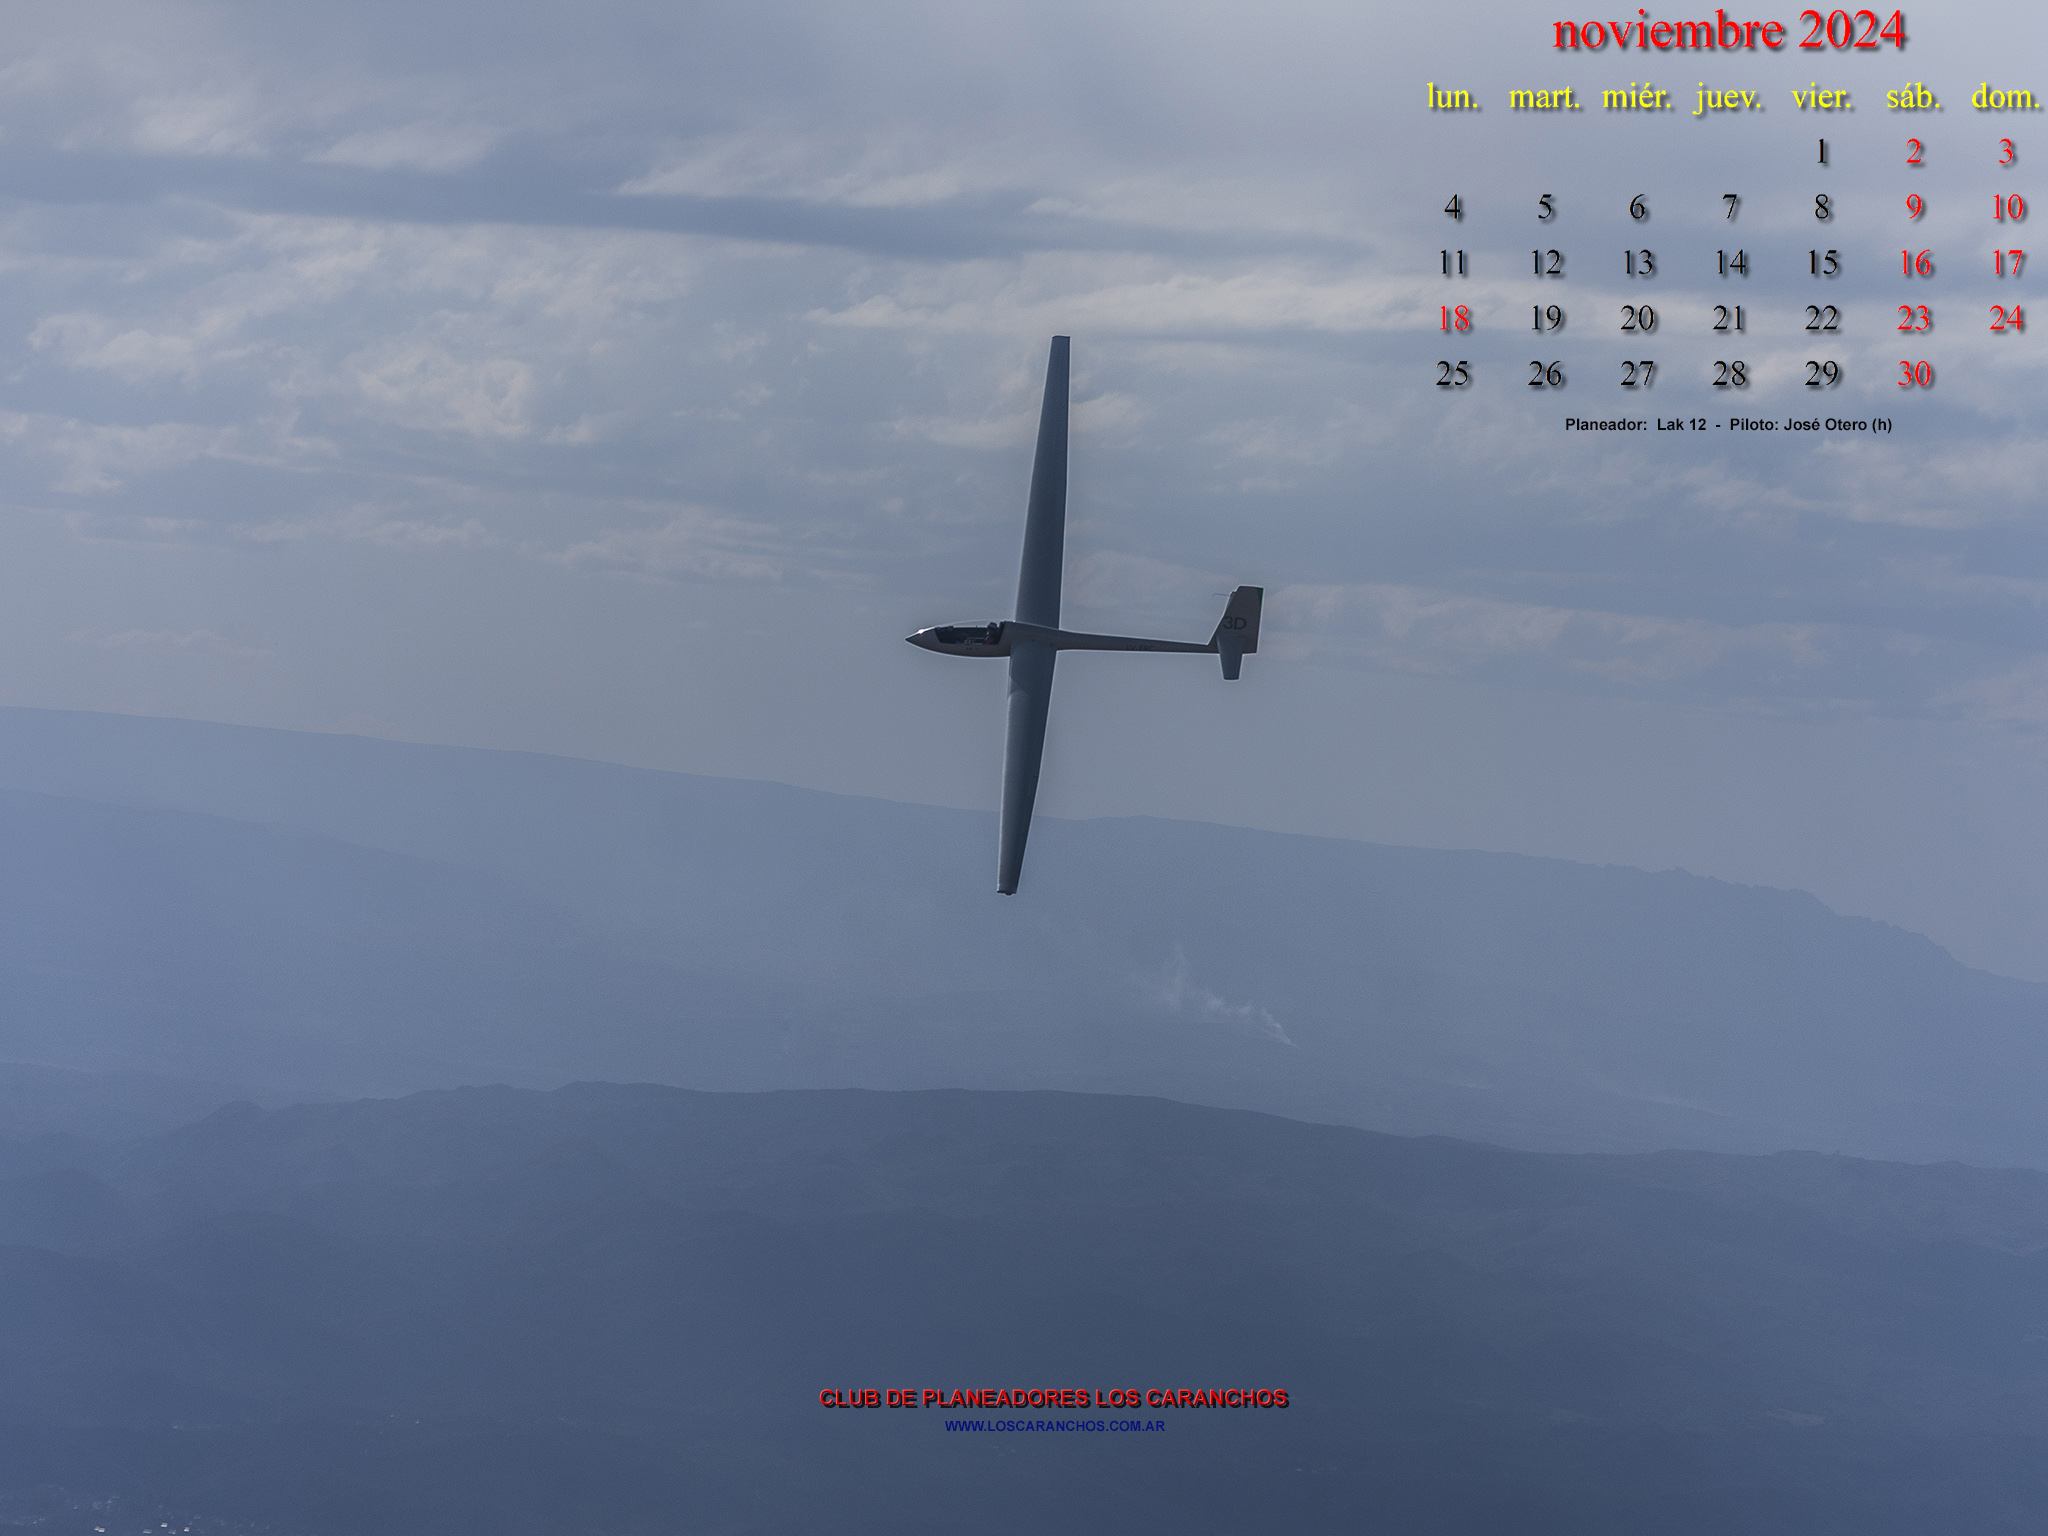 noviembre 2024
lun. mart. miér. juev. vier. sáb. dom.
1 2 3
4 5 6 7 8 9 10
11 12 13 14 15 16 17
18 19 20 21 22 23 24
25 26 27 28 29 30
Planeador: Lak 12 - Piloto: José Otero (h)
3D
CLUB DE PLANEADORES LOS CARANCHOS
WWW.LOSCARANCHOS.COM.AR